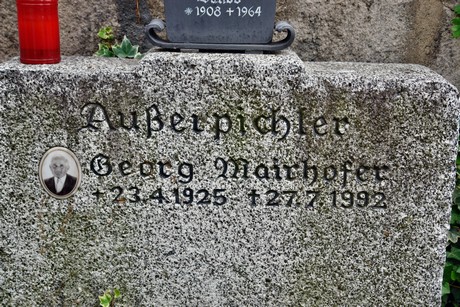 *1908 †1964
Außerpichler
Georg Mairhofer
*23.4.1925 †27.7.1992